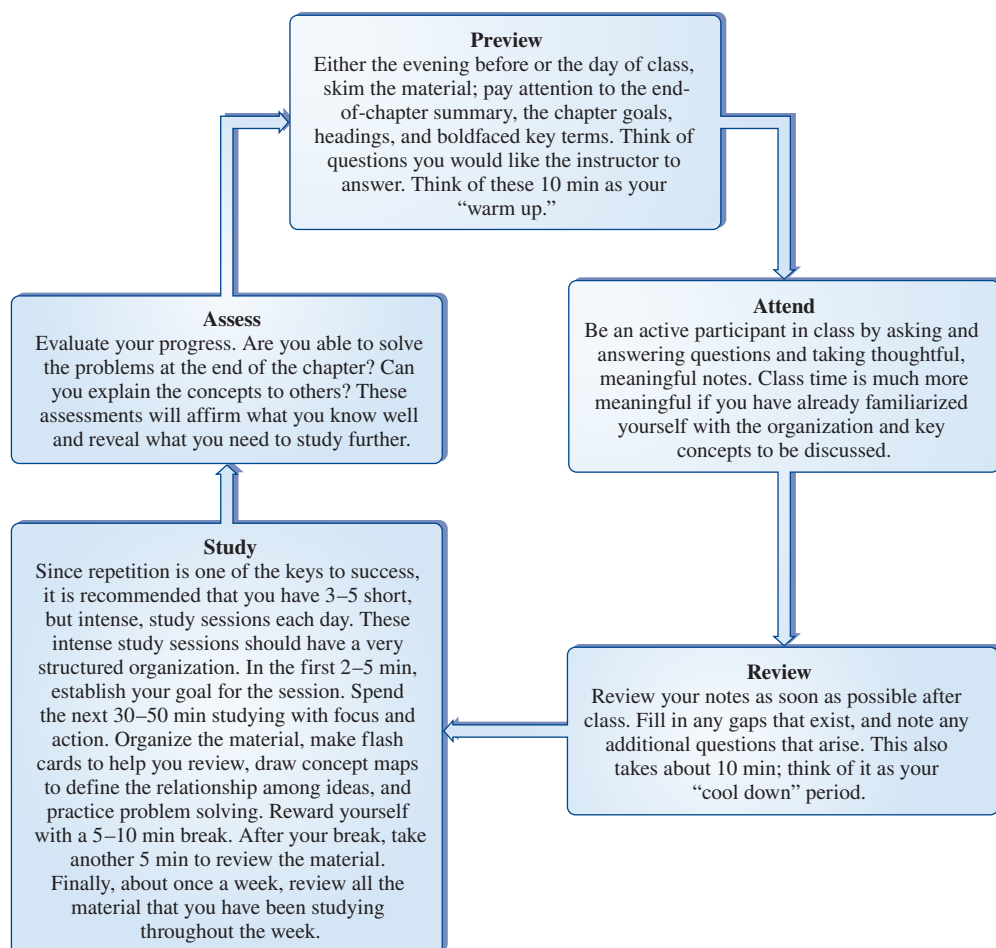 Preview
Either the evening before or the day of class,
skim the material; pay attention to the end-
of-chapter summary, the chapter goals,
headings, and boldfaced key terms. Think of
questions you would like the instructor to
answer. Think of these 10 min as your
“warm up.”
Attend
Be an active participant in class by asking and
answering questions and taking thoughtful,
meaningful notes. Class time is much more
meaningful if you have already familiarized
yourself with the organization and key
concepts to be discussed.
Review
Review your notes as soon as possible after
class. Fill in any gaps that exist, and note any
additional questions that arise. This also
takes about 10 min; think of it as your
“cool down” period.
Study
Since repetition is one of the keys to success,
it is recommended that you have 3–5 short,
but intense, study sessions each day. These
intense study sessions should have a very
structured organization. In the first 2–5 min,
establish your goal for the session. Spend
the next 30–50 min studying with focus and
action. Organize the material, make flash
cards to help you review, draw concept maps
to define the relationship among ideas, and
practice problem solving. Reward yourself
with a 5–10 min break. After your break, take
another 5 min to review the material.
Finally, about once a week, review all the
material that you have been studying
throughout the week.
Assess
Evaluate your progress. Are you able to solve
the problems at the end of the chapter? Can
you explain the concepts to others? These
assessments will affirm what you know well
and reveal what you need to study further.